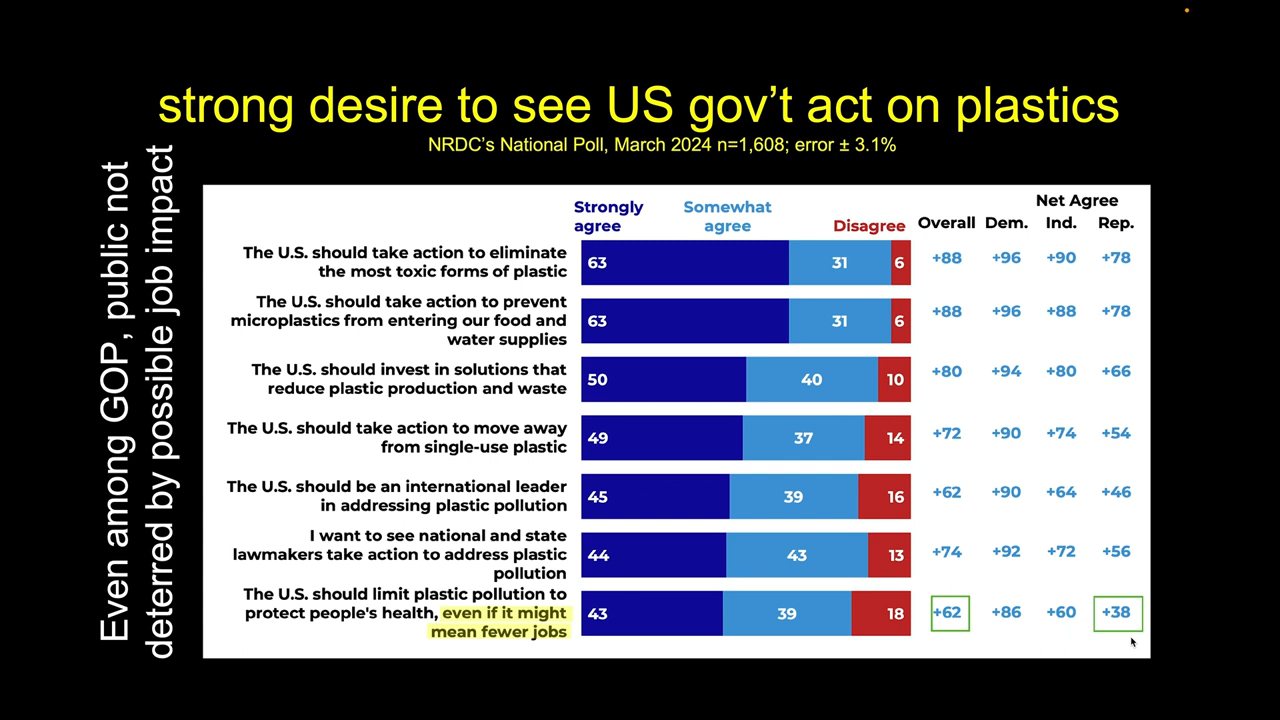 strong desire to see US gov’t act on plastics
NRDC’s National Poll, March 2024 n=1,608; error ± 3.1%
Even among GOP, public not
deterred by possible job impact
Strongly
agree
Somewhat
agree
Disagree
Net Agree
Overall Dem. Ind. Rep.
The U.S. should take action to eliminate
the most toxic forms of plastic
63 31 6 +88 +96 +90 +78
The U.S. should take action to prevent
microplastics from entering our food and
water supplies
63 31 6 +88 +96 +88 +78
The U.S. should invest in solutions that
reduce plastic production and waste
50 40 10 +80 +94 +80 +66
The U.S. should take action to move away
from single-use plastic
49 37 14 +72 +90 +74 +54
The U.S. should be an international leader
in addressing plastic pollution
45 39 16 +62 +90 +64 +46
I want to see national and state
lawmakers take action to address plastic
pollution
44 43 13 +74 +92 +72 +56
The U.S. should limit plastic pollution to
protect people's health, even if it might
mean fewer jobs
43 39 18 +62 +86 +60 +38